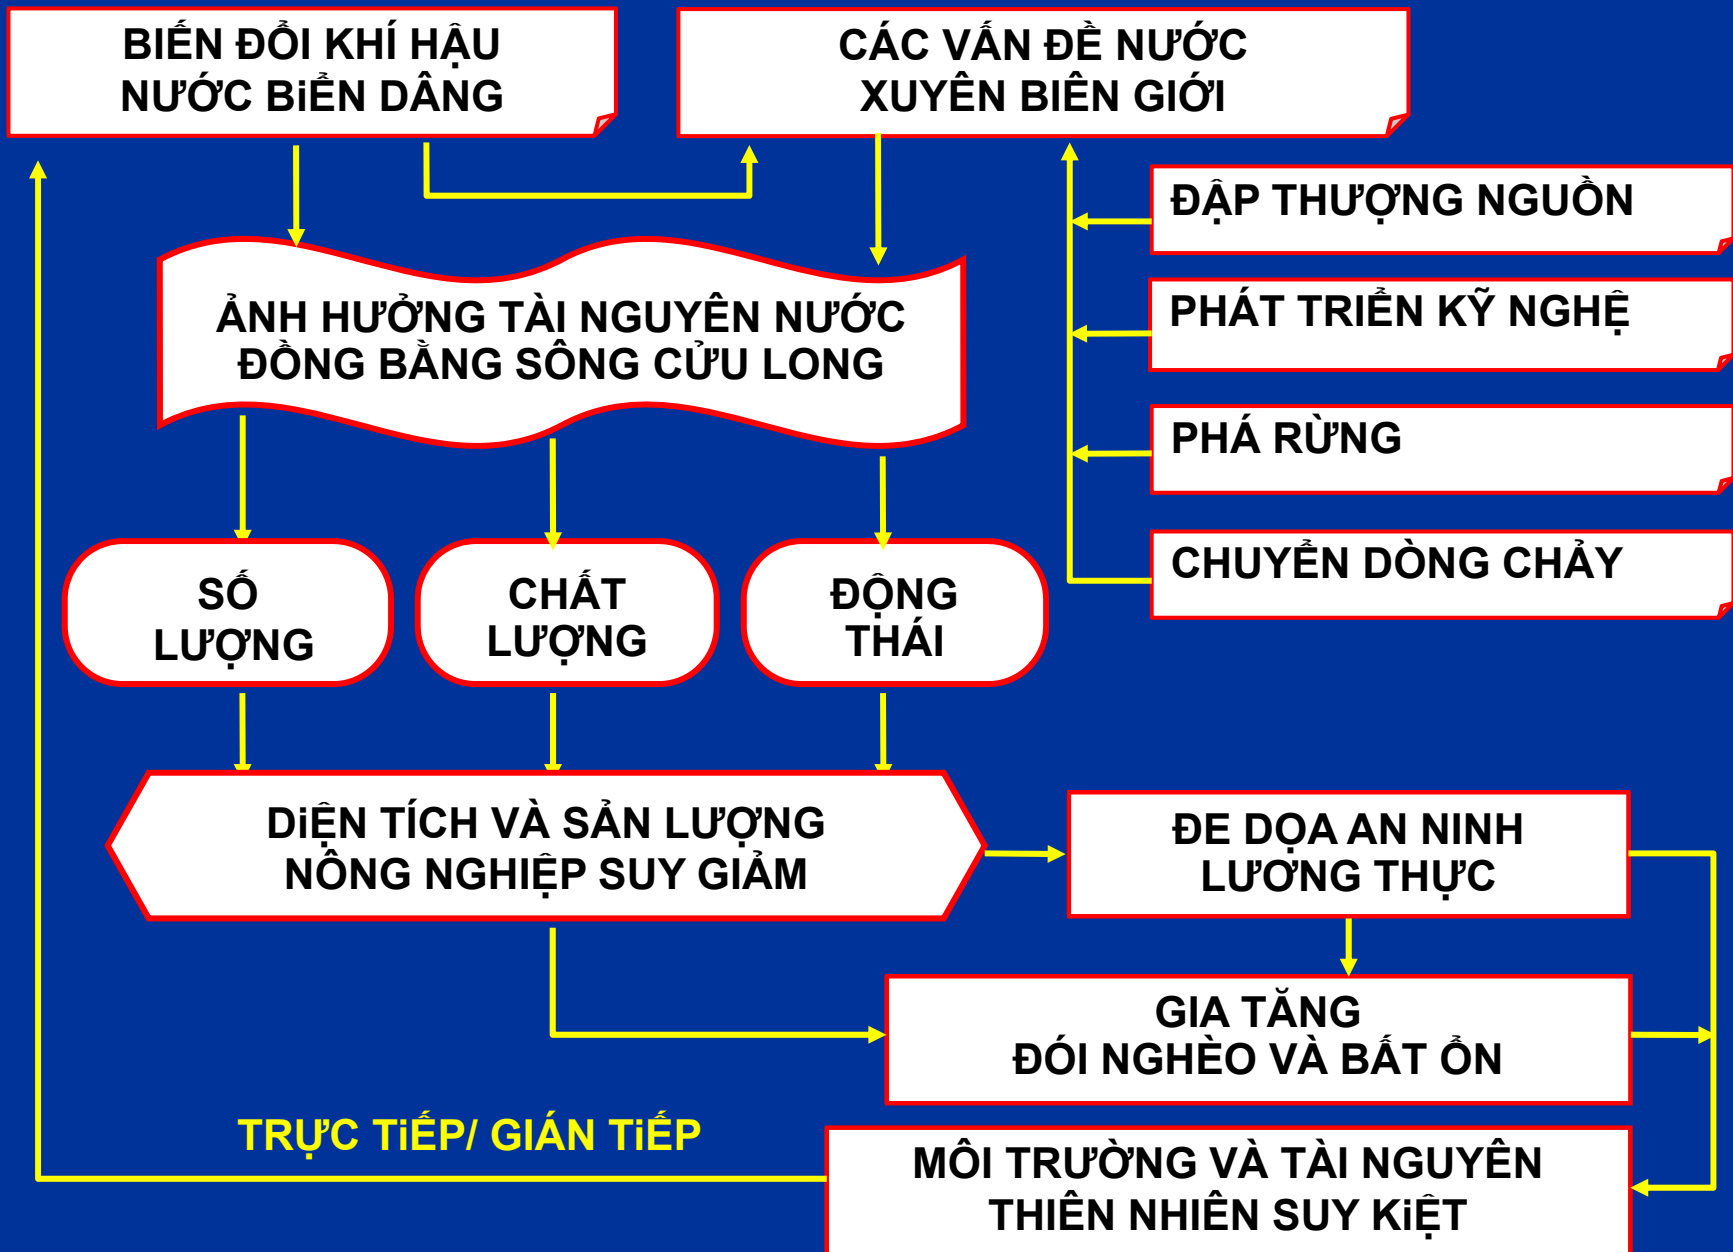 BIẾN ĐỔI KHÍ HẬU
NƯỚC BiỂN DÂNG
CÁC VẤN ĐỀ NƯỚC
XUYÊN BIÊN GIỚI
ĐẬP THƯỢNG NGUỒN
PHÁT TRIỂN KỸ NGHỆ
PHÁ RỪNG
CHUYỂN DÒNG CHẢY
ẢNH HƯỞNG TÀI NGUYÊN NƯỚC
ĐỒNG BẰNG SÔNG CỬU LONG
SỐ
LƯỢNG
CHẤT
LƯỢNG
ĐỘNG
THÁI
DiỆN TÍCH VÀ SẢN LƯỢNG
NÔNG NGHIỆP SUY GIẢM
ĐE DỌA AN NINH
LƯƠNG THỰC
GIA TĂNG
ĐÓI NGHÈO VÀ BẤT ỔN
TRỰC TiẾP/ GIÁN TiẾP
MÔI TRƯỜNG VÀ TÀI NGUYÊN
THIÊN NHIÊN SUY KiỆT